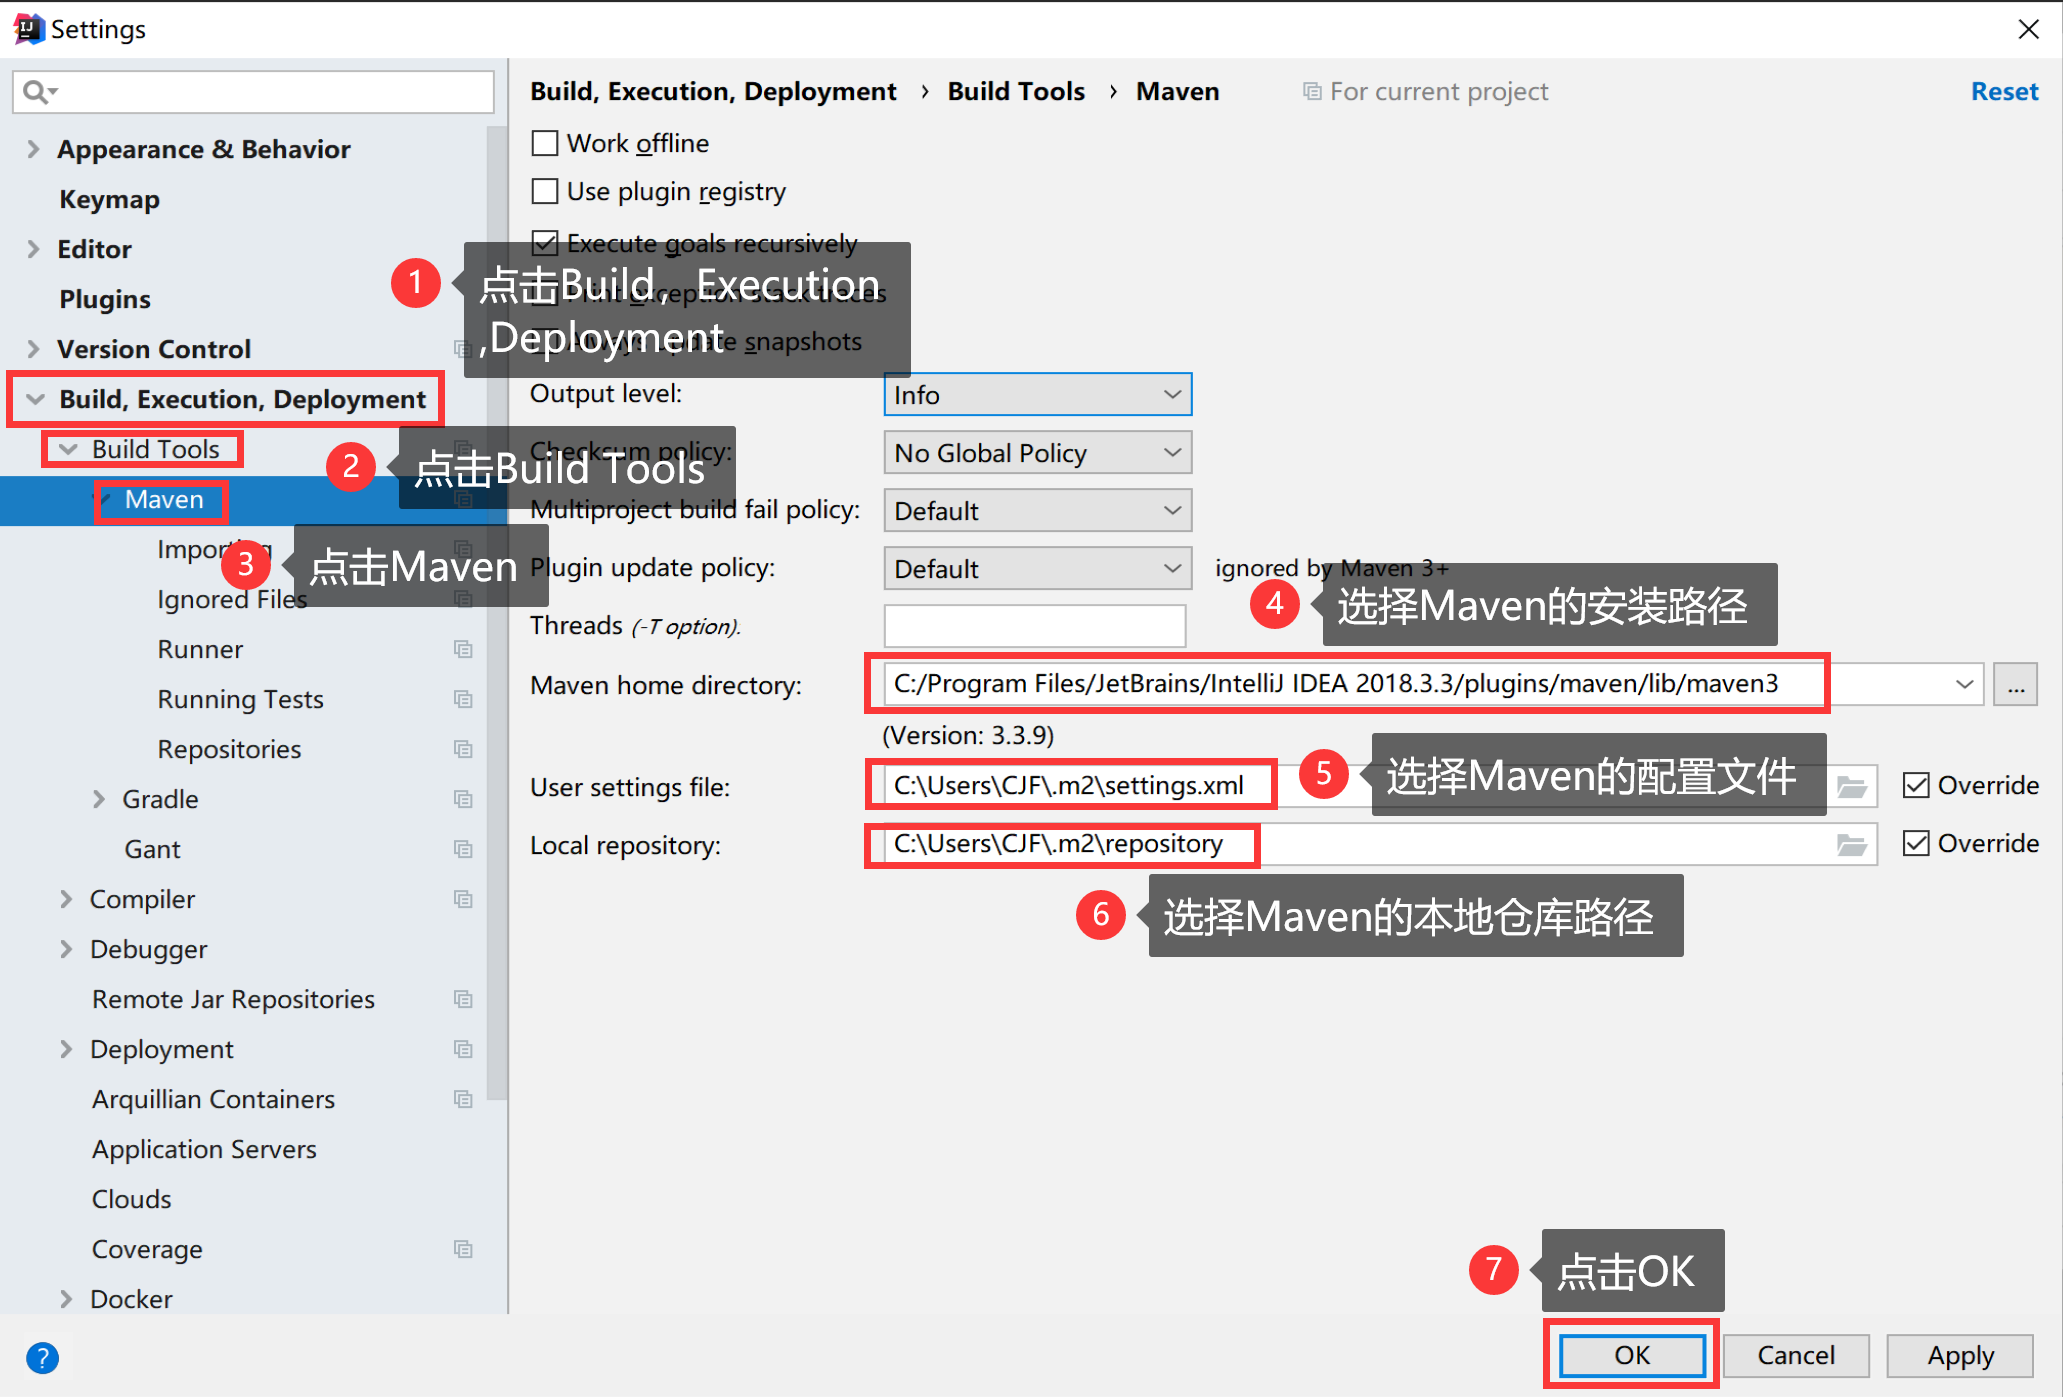 Settings
Build, Execution, Deployment › Build Tools › Maven For current project Reset
Appearance & Behavior
Keymap
Editor
Plugins
Version Control
Build, Execution, Deployment
Build Tools
Maven
Importing
Ignored Files
Runner
Running Tests
Repositories
Gradle
Gant
Compiler
Debugger
Remote Jar Repositories
Deployment
Arquillian Containers
Application Servers
Clouds
Coverage
Docker
Work offline
Use plugin registry
Execute goals recursively
Print exception stack traces
Always update snapshots
1 点击Build，Execution
,Deployment
Output level: Info
2 点击Build Tools
Checksum policy: No Global Policy
Multiproject build fail policy: Default
3 点击Maven
Plugin update policy: Default ignored by Maven 3+
4 选择Maven的安装路径
Threads (-T option).
Maven home directory: C:/Program Files/JetBrains/IntelliJ IDEA 2018.3.3/plugins/maven/lib/maven3 ...
(Version: 3.3.9)
User settings file: C:\Users\CJF\.m2\settings.xml Override
5 选择Maven的配置文件
Local repository: C:\Users\CJF\.m2\repository Override
6 选择Maven的本地仓库路径
7 点击OK
? OK Cancel Apply